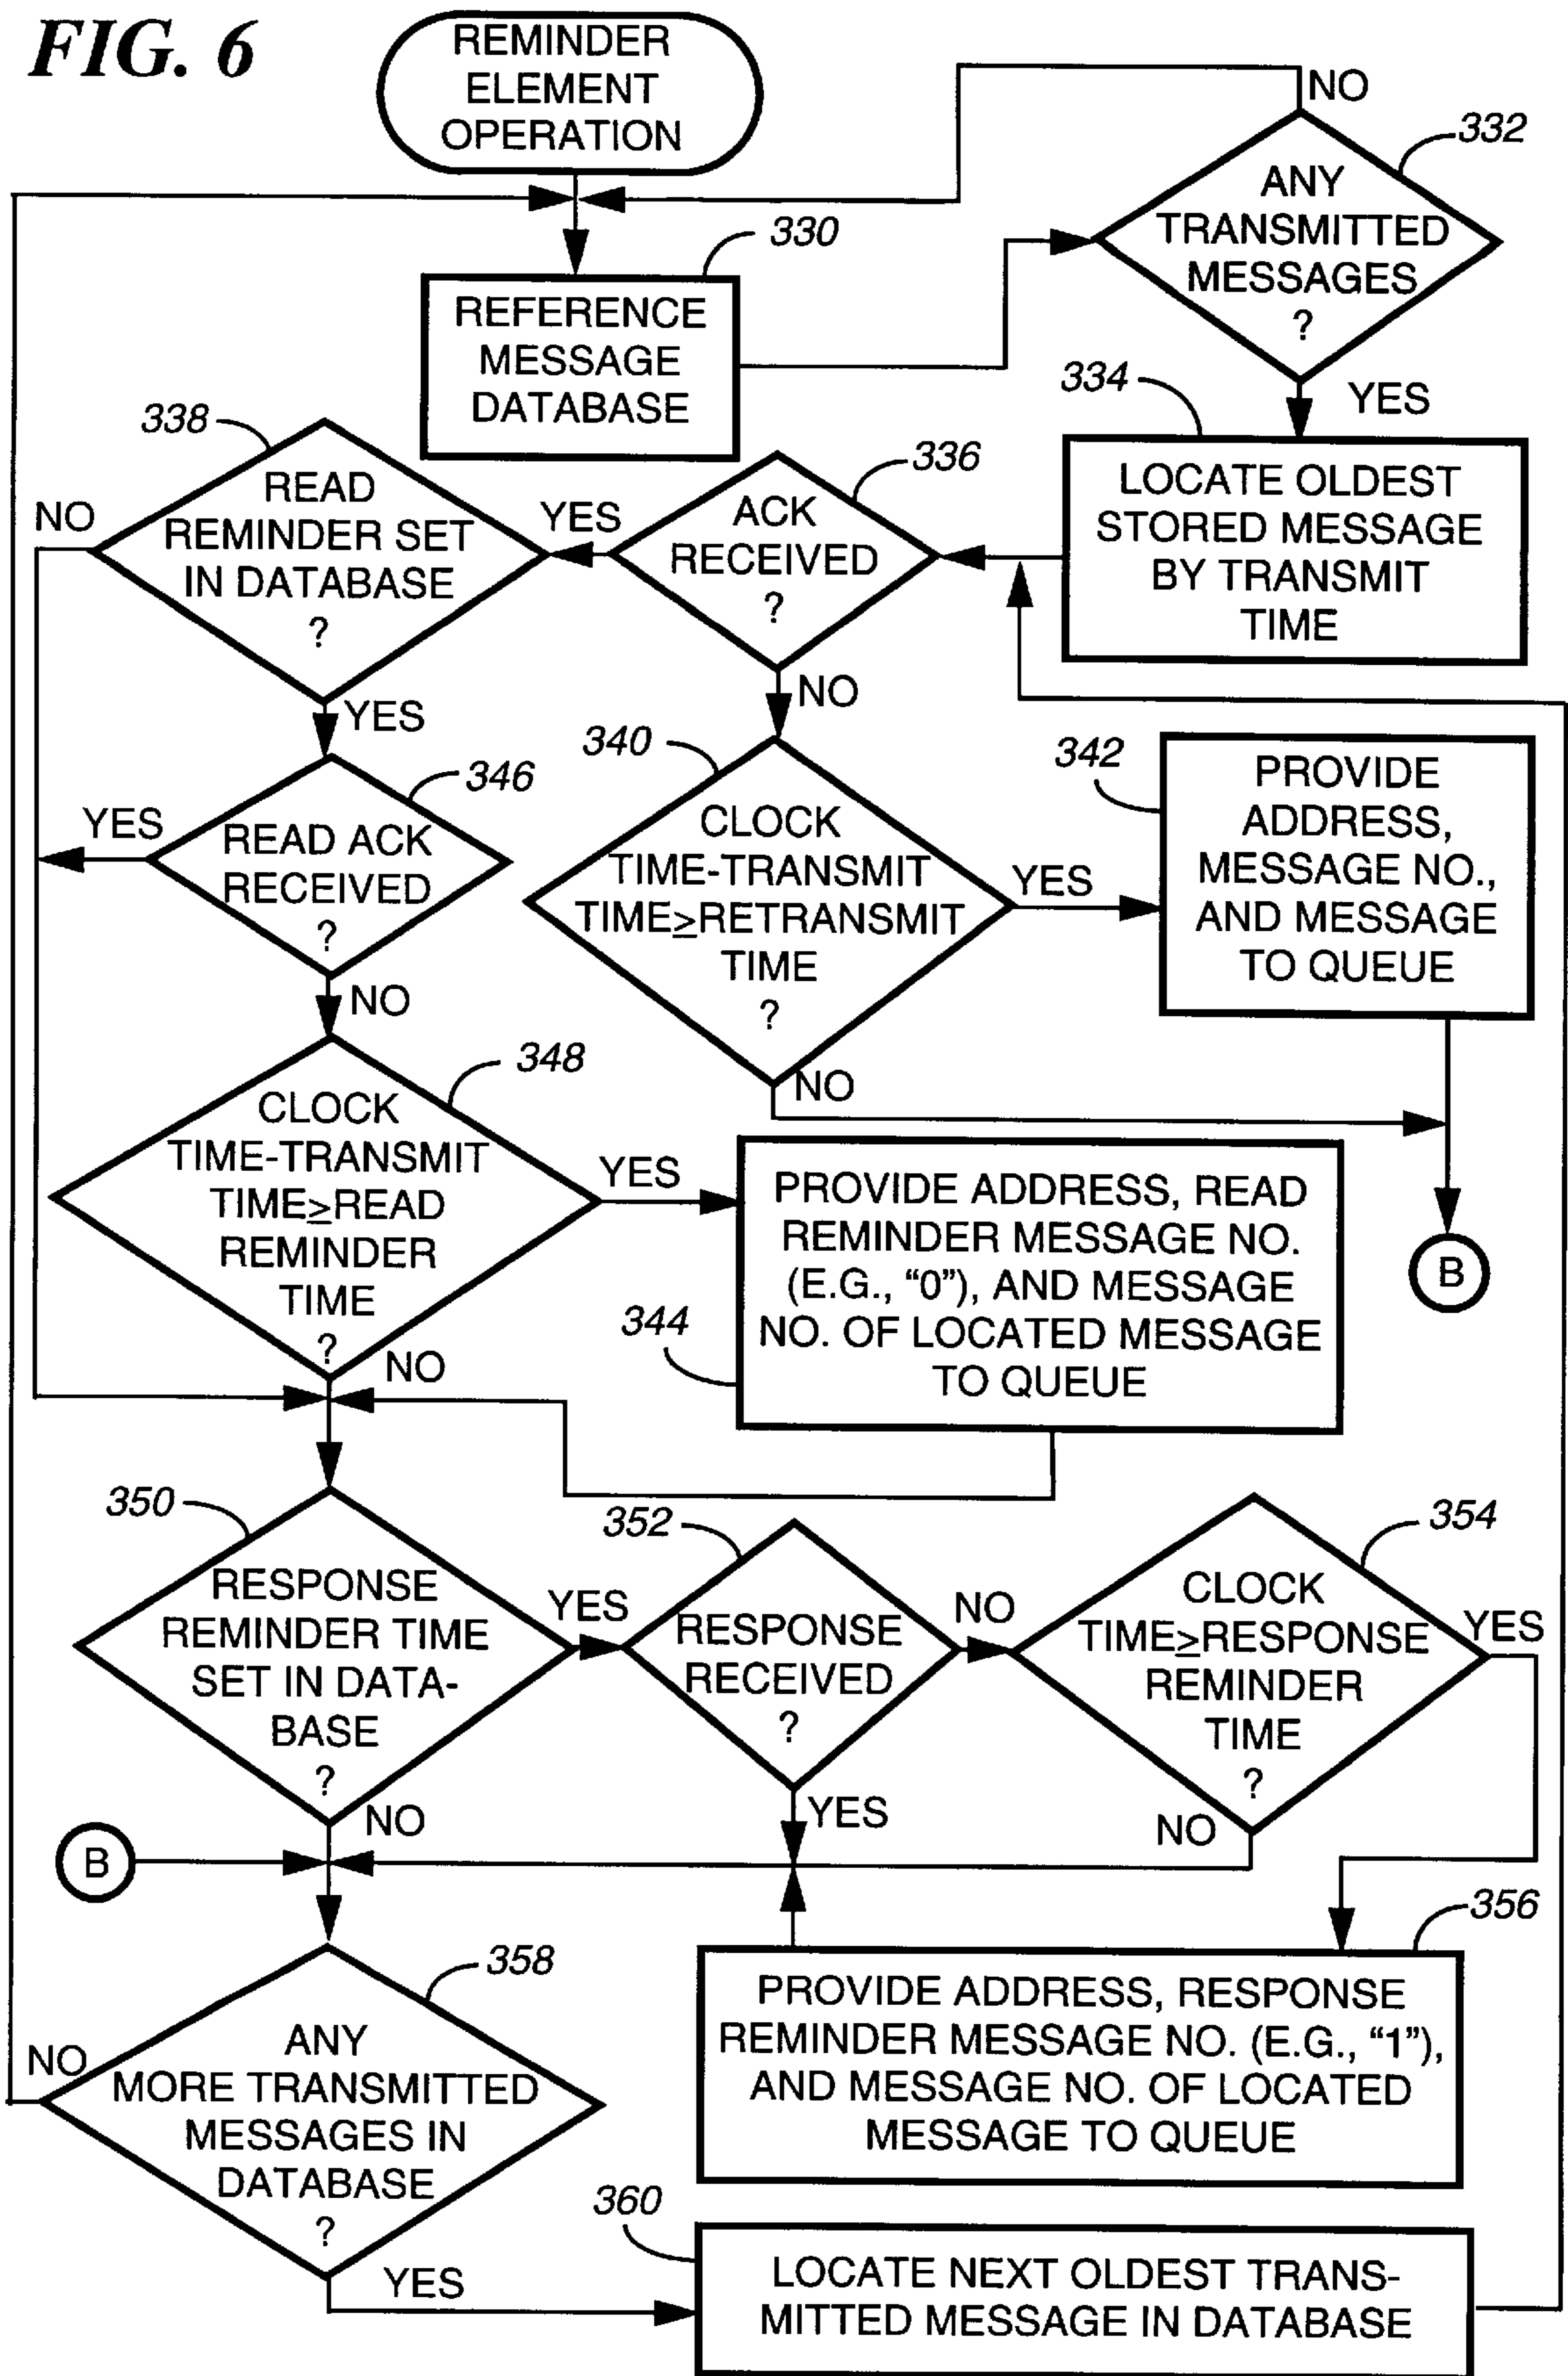 FIG. 6
REMINDER
ELEMENT
OPERATION
NO
332
ANY
TRANSMITTED
MESSAGES
?
YES
330
REFERENCE
MESSAGE
DATABASE
334
LOCATE OLDEST
STORED MESSAGE
BY TRANSMIT
TIME
336
ACK
RECEIVED
?
YES
NO
338
READ
REMINDER SET
IN DATABASE
?
NO
YES
340
CLOCK
TIME-TRANSMIT
TIME≥RETRANSMIT
TIME
?
YES
NO
342
PROVIDE
ADDRESS,
MESSAGE NO.,
AND MESSAGE
TO QUEUE
B
346
READ ACK
RECEIVED
?
YES
NO
348
CLOCK
TIME-TRANSMIT
TIME≥READ
REMINDER
TIME
?
YES
NO
344
PROVIDE ADDRESS, READ
REMINDER MESSAGE NO.
(E.G., “0”), AND MESSAGE
NO. OF LOCATED MESSAGE
TO QUEUE
350
RESPONSE
REMINDER TIME
SET IN DATA-
BASE
?
YES
NO
352
RESPONSE
RECEIVED
?
NO
YES
354
CLOCK
TIME≥RESPONSE
REMINDER
TIME
?
YES
NO
B
356
PROVIDE ADDRESS, RESPONSE
REMINDER MESSAGE NO. (E.G., “1”),
AND MESSAGE NO. OF LOCATED
MESSAGE TO QUEUE
358
ANY
MORE TRANSMITTED
MESSAGES IN
DATABASE
?
NO
YES
360
LOCATE NEXT OLDEST TRANS-
MITTED MESSAGE IN DATABASE